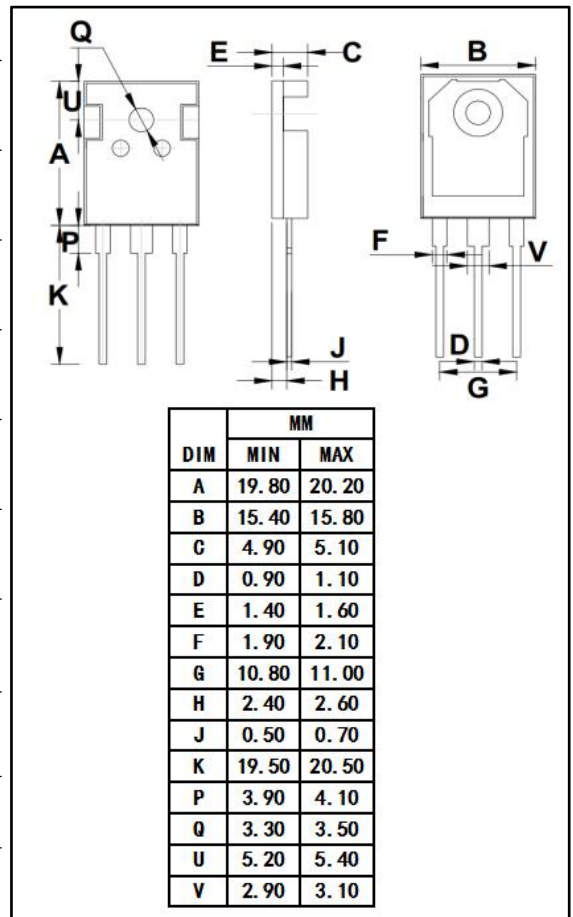 Q
E C B
U
A
P
K
F V
J
H
D
G
MM
DIM MIN MAX
A 19.80 20.20
B 15.40 15.80
C 4.90 5.10
D 0.90 1.10
E 1.40 1.60
F 1.90 2.10
G 10.80 11.00
H 2.40 2.60
J 0.50 0.70
K 19.50 20.50
P 3.90 4.10
Q 3.30 3.50
U 5.20 5.40
V 2.90 3.10